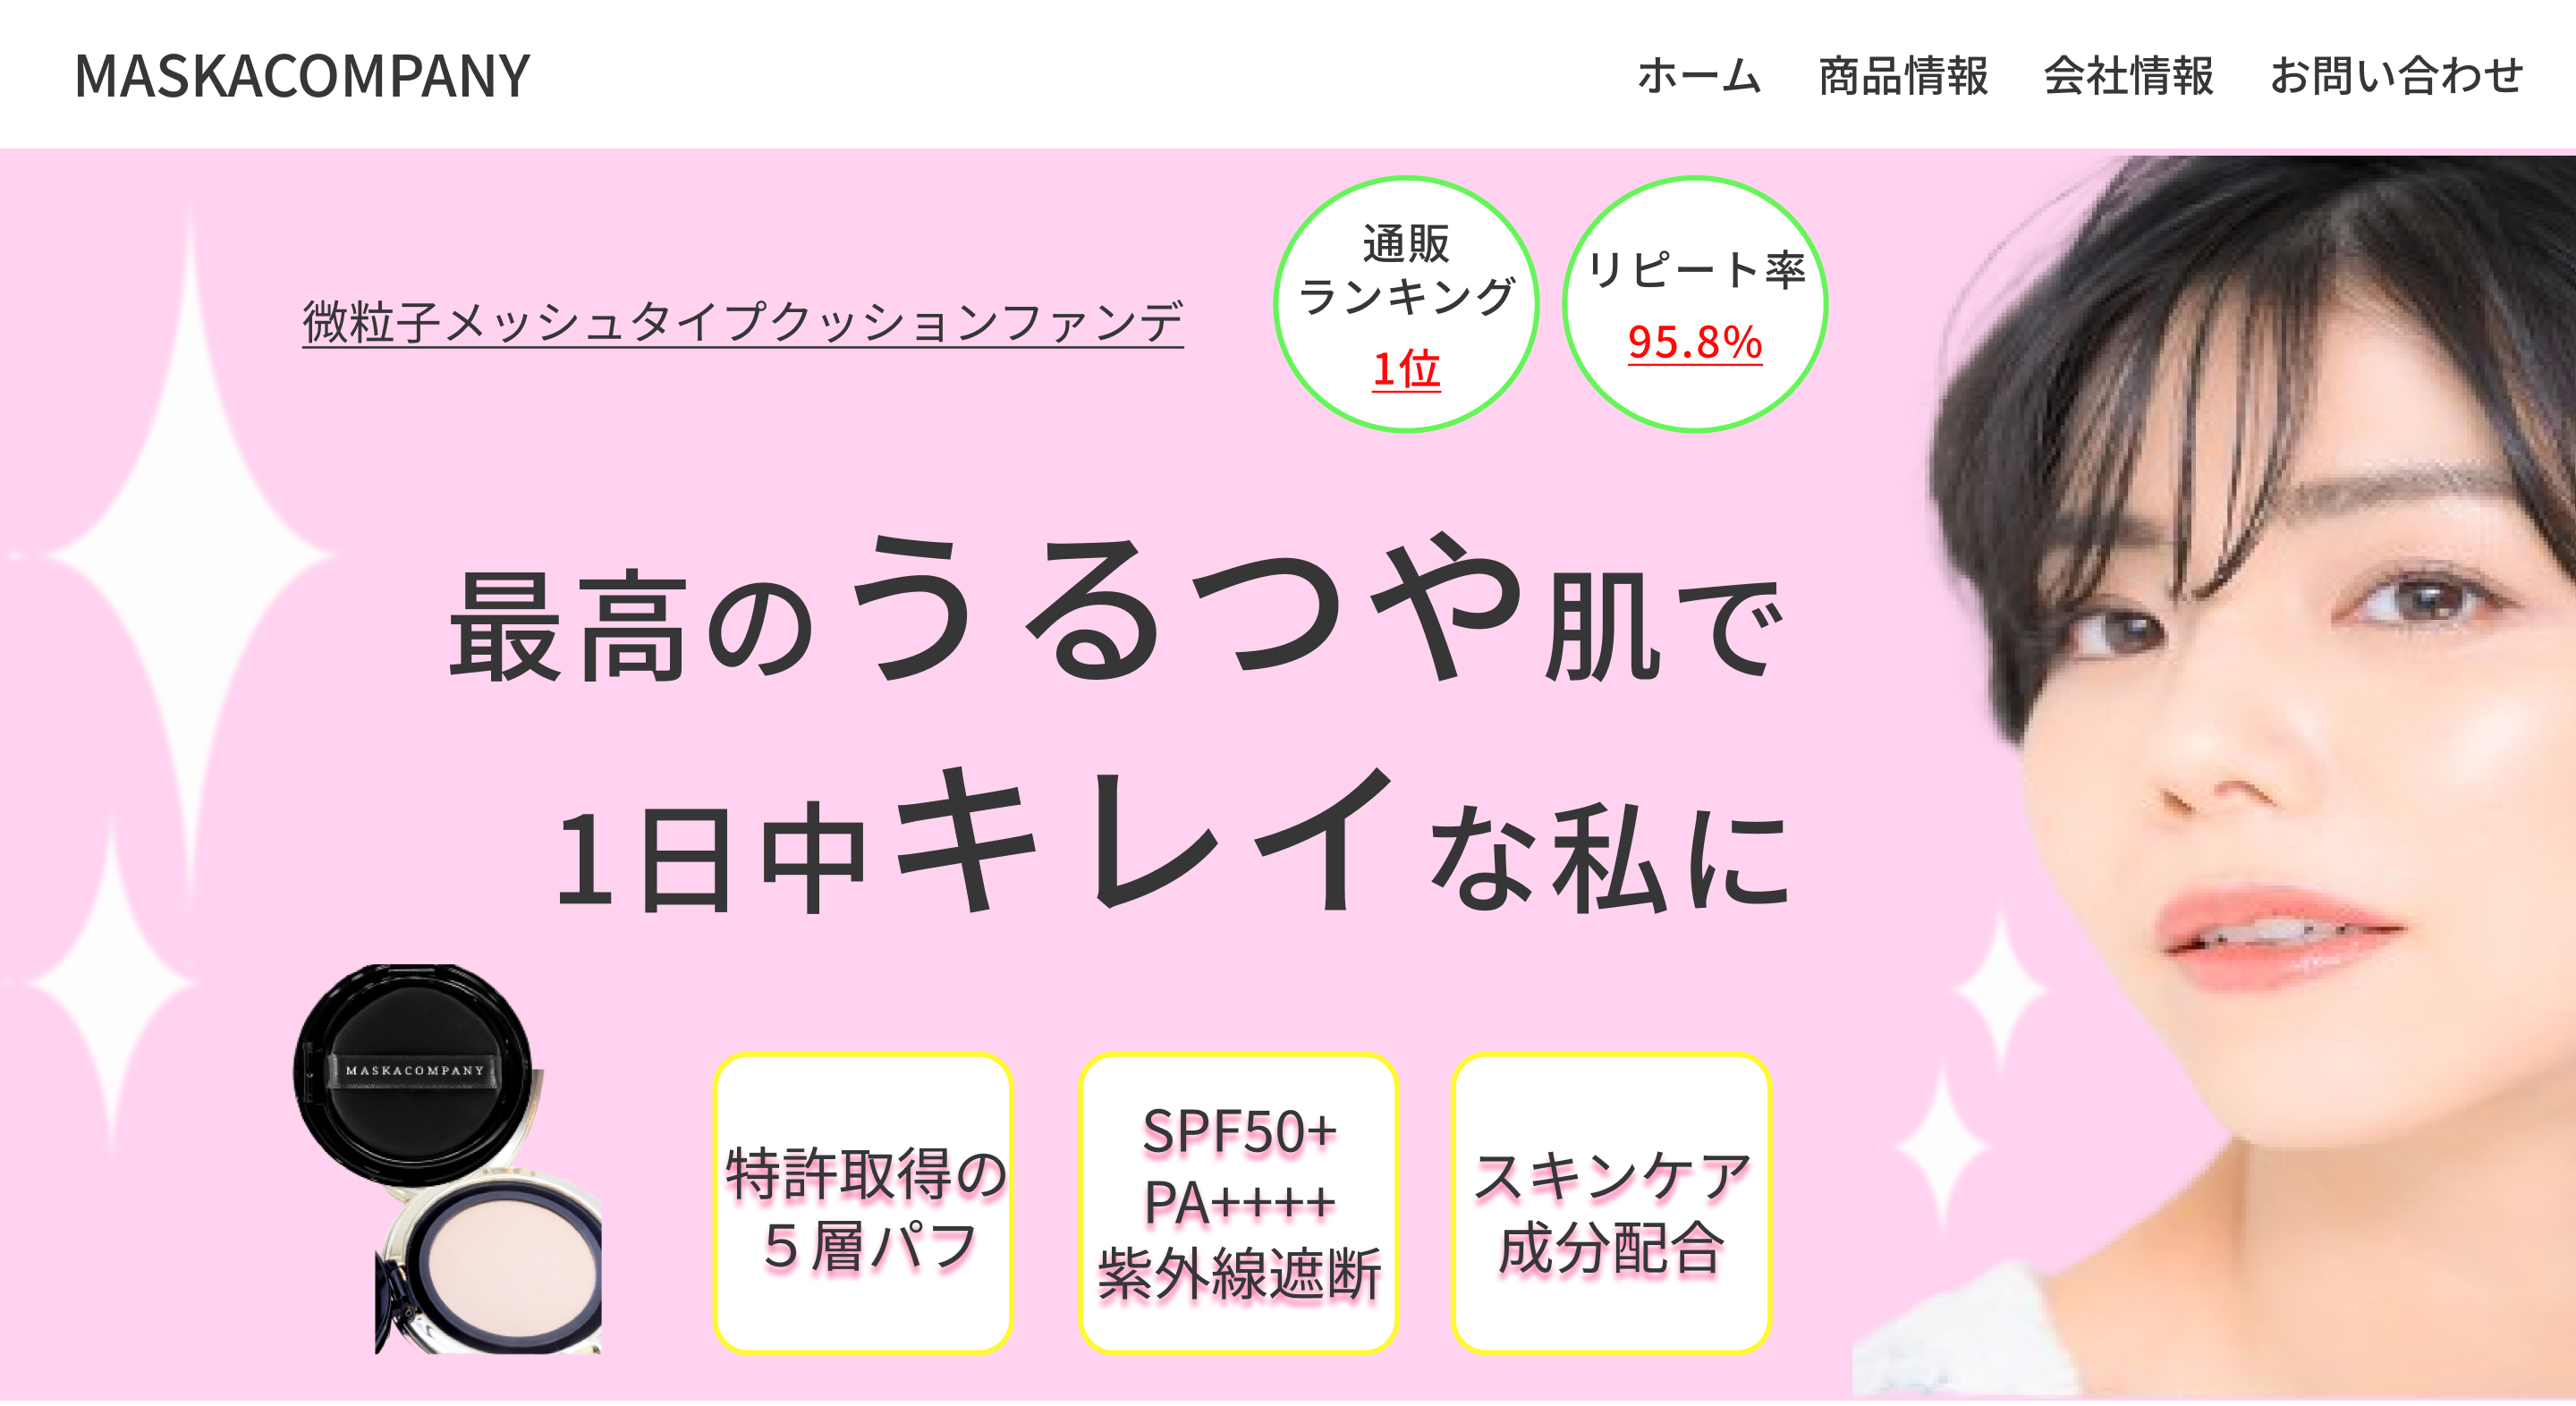 MASKACOMPANY
ホーム 商品情報 会社情報 お問い合わせ
微粒子メッシュタイプクッションファンデ
通販
ランキング
1位
リピート率
95.8%
最高のうるつや肌で
1日中キレイな私に
MASKACOMPANY
特許取得の
５層パフ
SPF50+
PA++++
紫外線遮断
スキンケア
成分配合